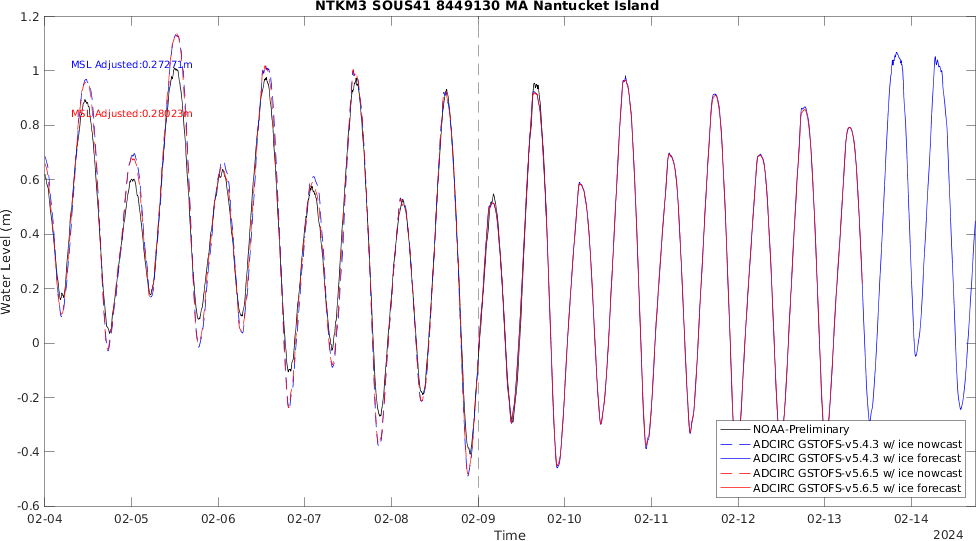 NTKM3 SOUS41 8449130 MA Nantucket Island
1.2
1
0.8
0.6
0.4
0.2
0
-0.2
-0.4
-0.6
Water Level (m)
MSL Adjusted:0.27271m
MSL Adjusted:0.28023m
NOAA-Preliminary
ADCIRC GSTOFS-v5.4.3 w/ ice nowcast
ADCIRC GSTOFS-v5.4.3 w/ ice forecast
ADCIRC GSTOFS-v5.6.5 w/ ice nowcast
ADCIRC GSTOFS-v5.6.5 w/ ice forecast
02-04 02-05 02-06 02-07 02-08 02-09 02-10 02-11 02-12 02-13 02-14
Time
2024